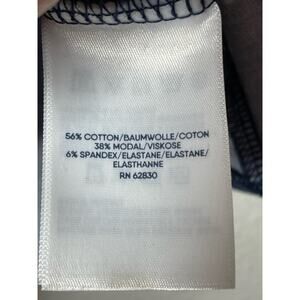 56% COTTON/BAUMWOLLE/COTON
38% MODAL/VISKOSE
6% SPANDEX/ELASTANE/ELASTANE/
ELASTHANNE
RN 62830